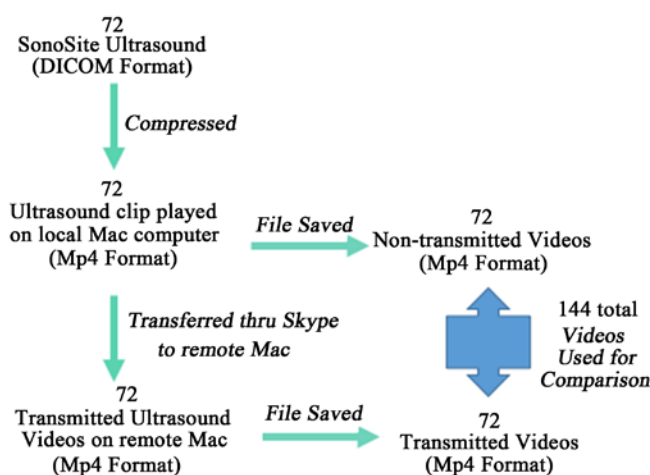 72
SonoSite Ultrasound
(DICOM Format)
Compressed
72
Ultrasound clip played
on local Mac computer
(Mp4 Format)
File Saved
72
Non-transmitted Videos
(Mp4 Format)
Transferred thru Skype
to remote Mac
144 total
Videos
Used for
Comparison
72
Transmitted Ultrasound
Videos on remote Mac
(Mp4 Format)
File Saved
72
Transmitted Videos
(Mp4 Format)